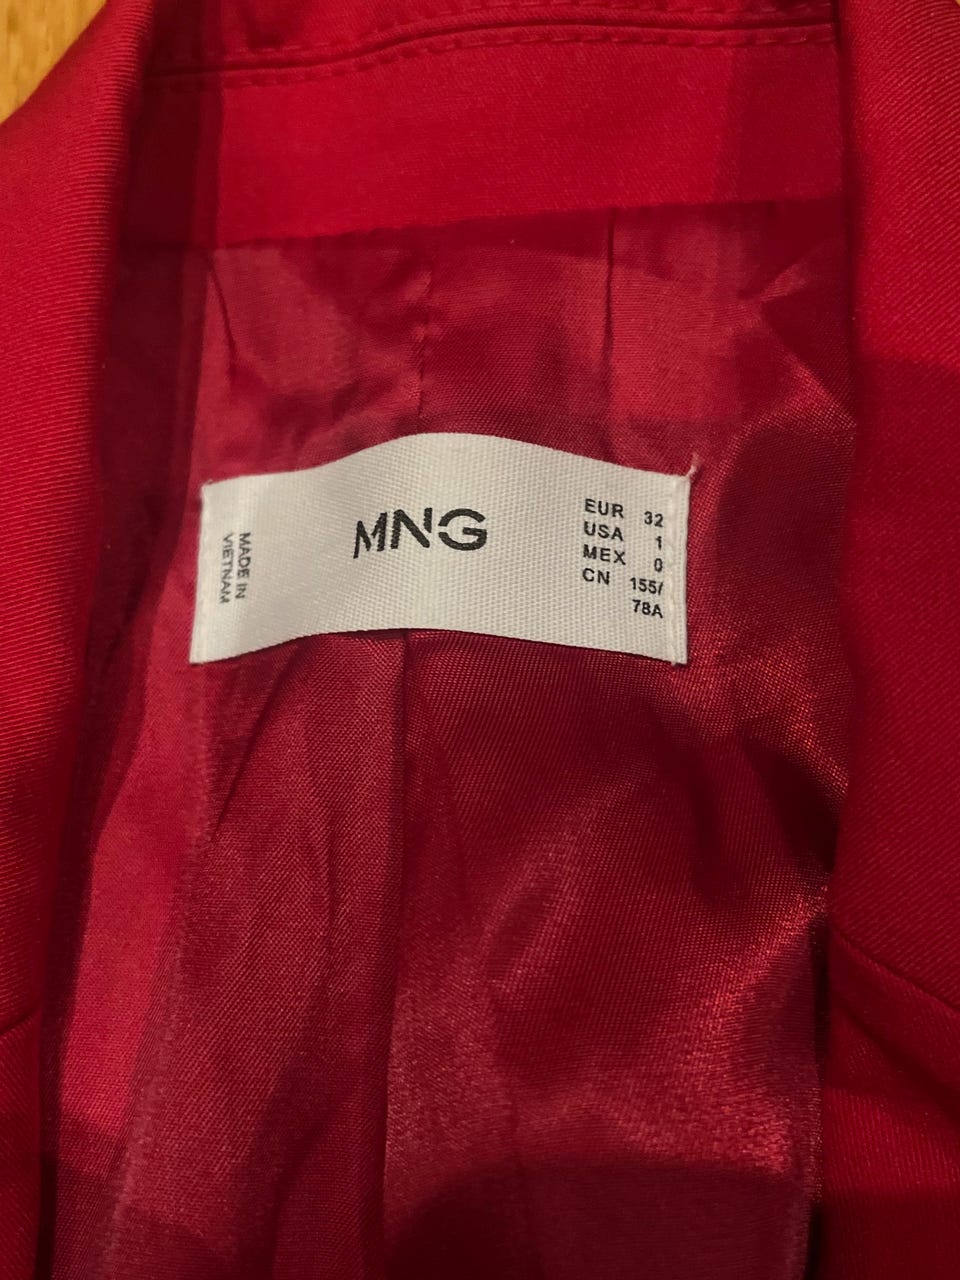 MADE IN
VIETNAM
MNG
EUR 32
USA 1
MEX 0
CN 155/
78A